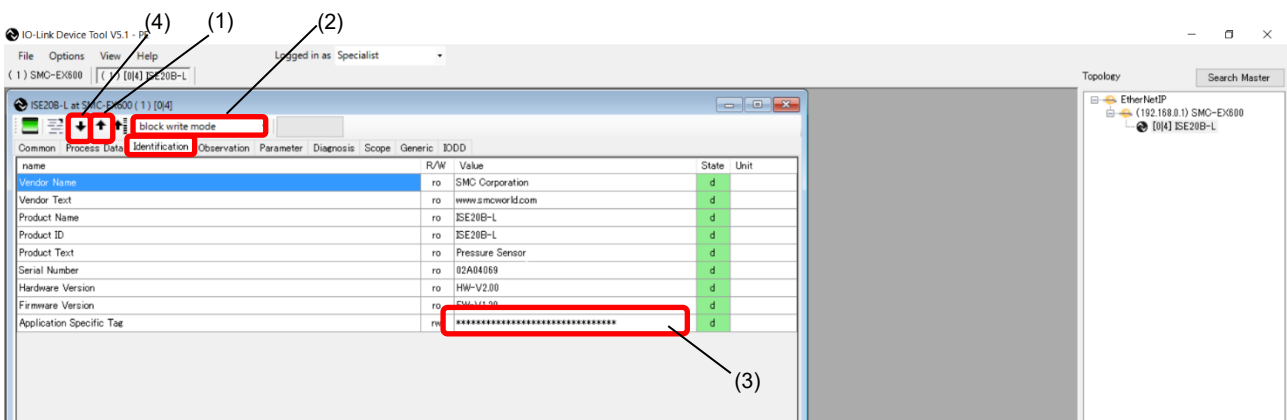 (4) (1) (2)
IO-Link Device Tool V5.1 - PE
File Options View Help Logged in as Specialist
( 1 ) SMC-EX600 ( 1 ) [0|4] ISE20B-L Topology Search Master
ISE20B-L at SMC-EX600 ( 1 ) [0|4] EtherNetIP
(192.168.0.1) SMC-EX600
block write mode [0|4] ISE20B-L
Common Process Data Identification Observation Parameter Diagnosis Scope Generic IODD
name R/W Value State Unit
Vendor Name ro SMC Corporation d
Vendor Text ro www.smcworld.com d
Product Name ro ISE20B-L d
Product ID ro ISE20B-L d
Product Text ro Pressure Sensor d
Serial Number ro 02A04069 d
Hardware Version ro HW-V2.00 d
Firmware Version ro d
Application Specific Tag rw ******************************** d
(3)